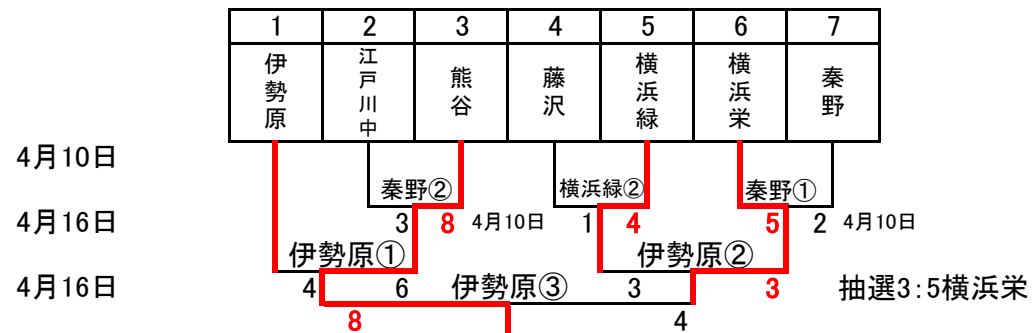 1 2 3 4 5 6 7
伊勢原 江戸川中 熊谷 藤沢 横浜緑 横浜栄 秦野
4月10日
秦野② 横浜緑② 秦野①
4月16日 3 8 4月10日 1 4 5 2 4月10日
伊勢原① 伊勢原②
4月16日 4 6 伊勢原③ 3 3 抽選3:5横浜栄
8 4